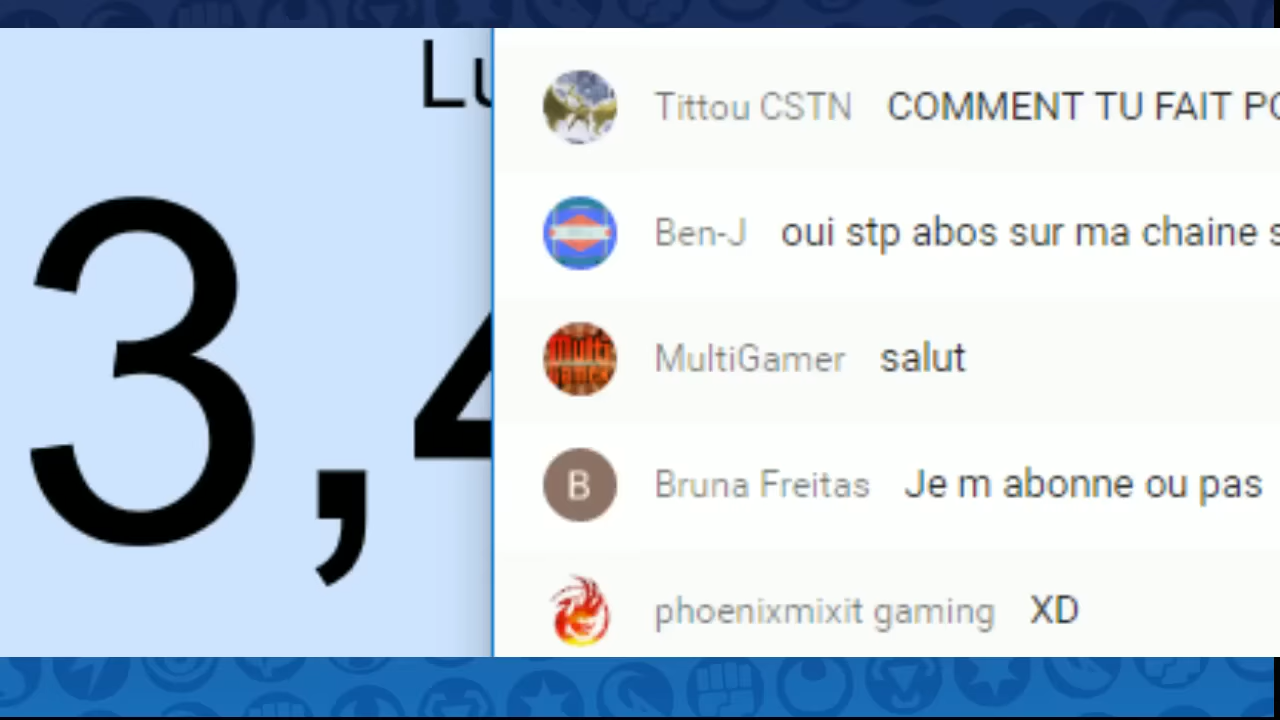 Lu
3,4
Tittou CSTN COMMENT TU FAIT PO
Ben-J oui stp abos sur ma chaine s
MultiGamer salut
B Bruna Freitas Je m abonne ou pas
phoenixmixit gaming XD